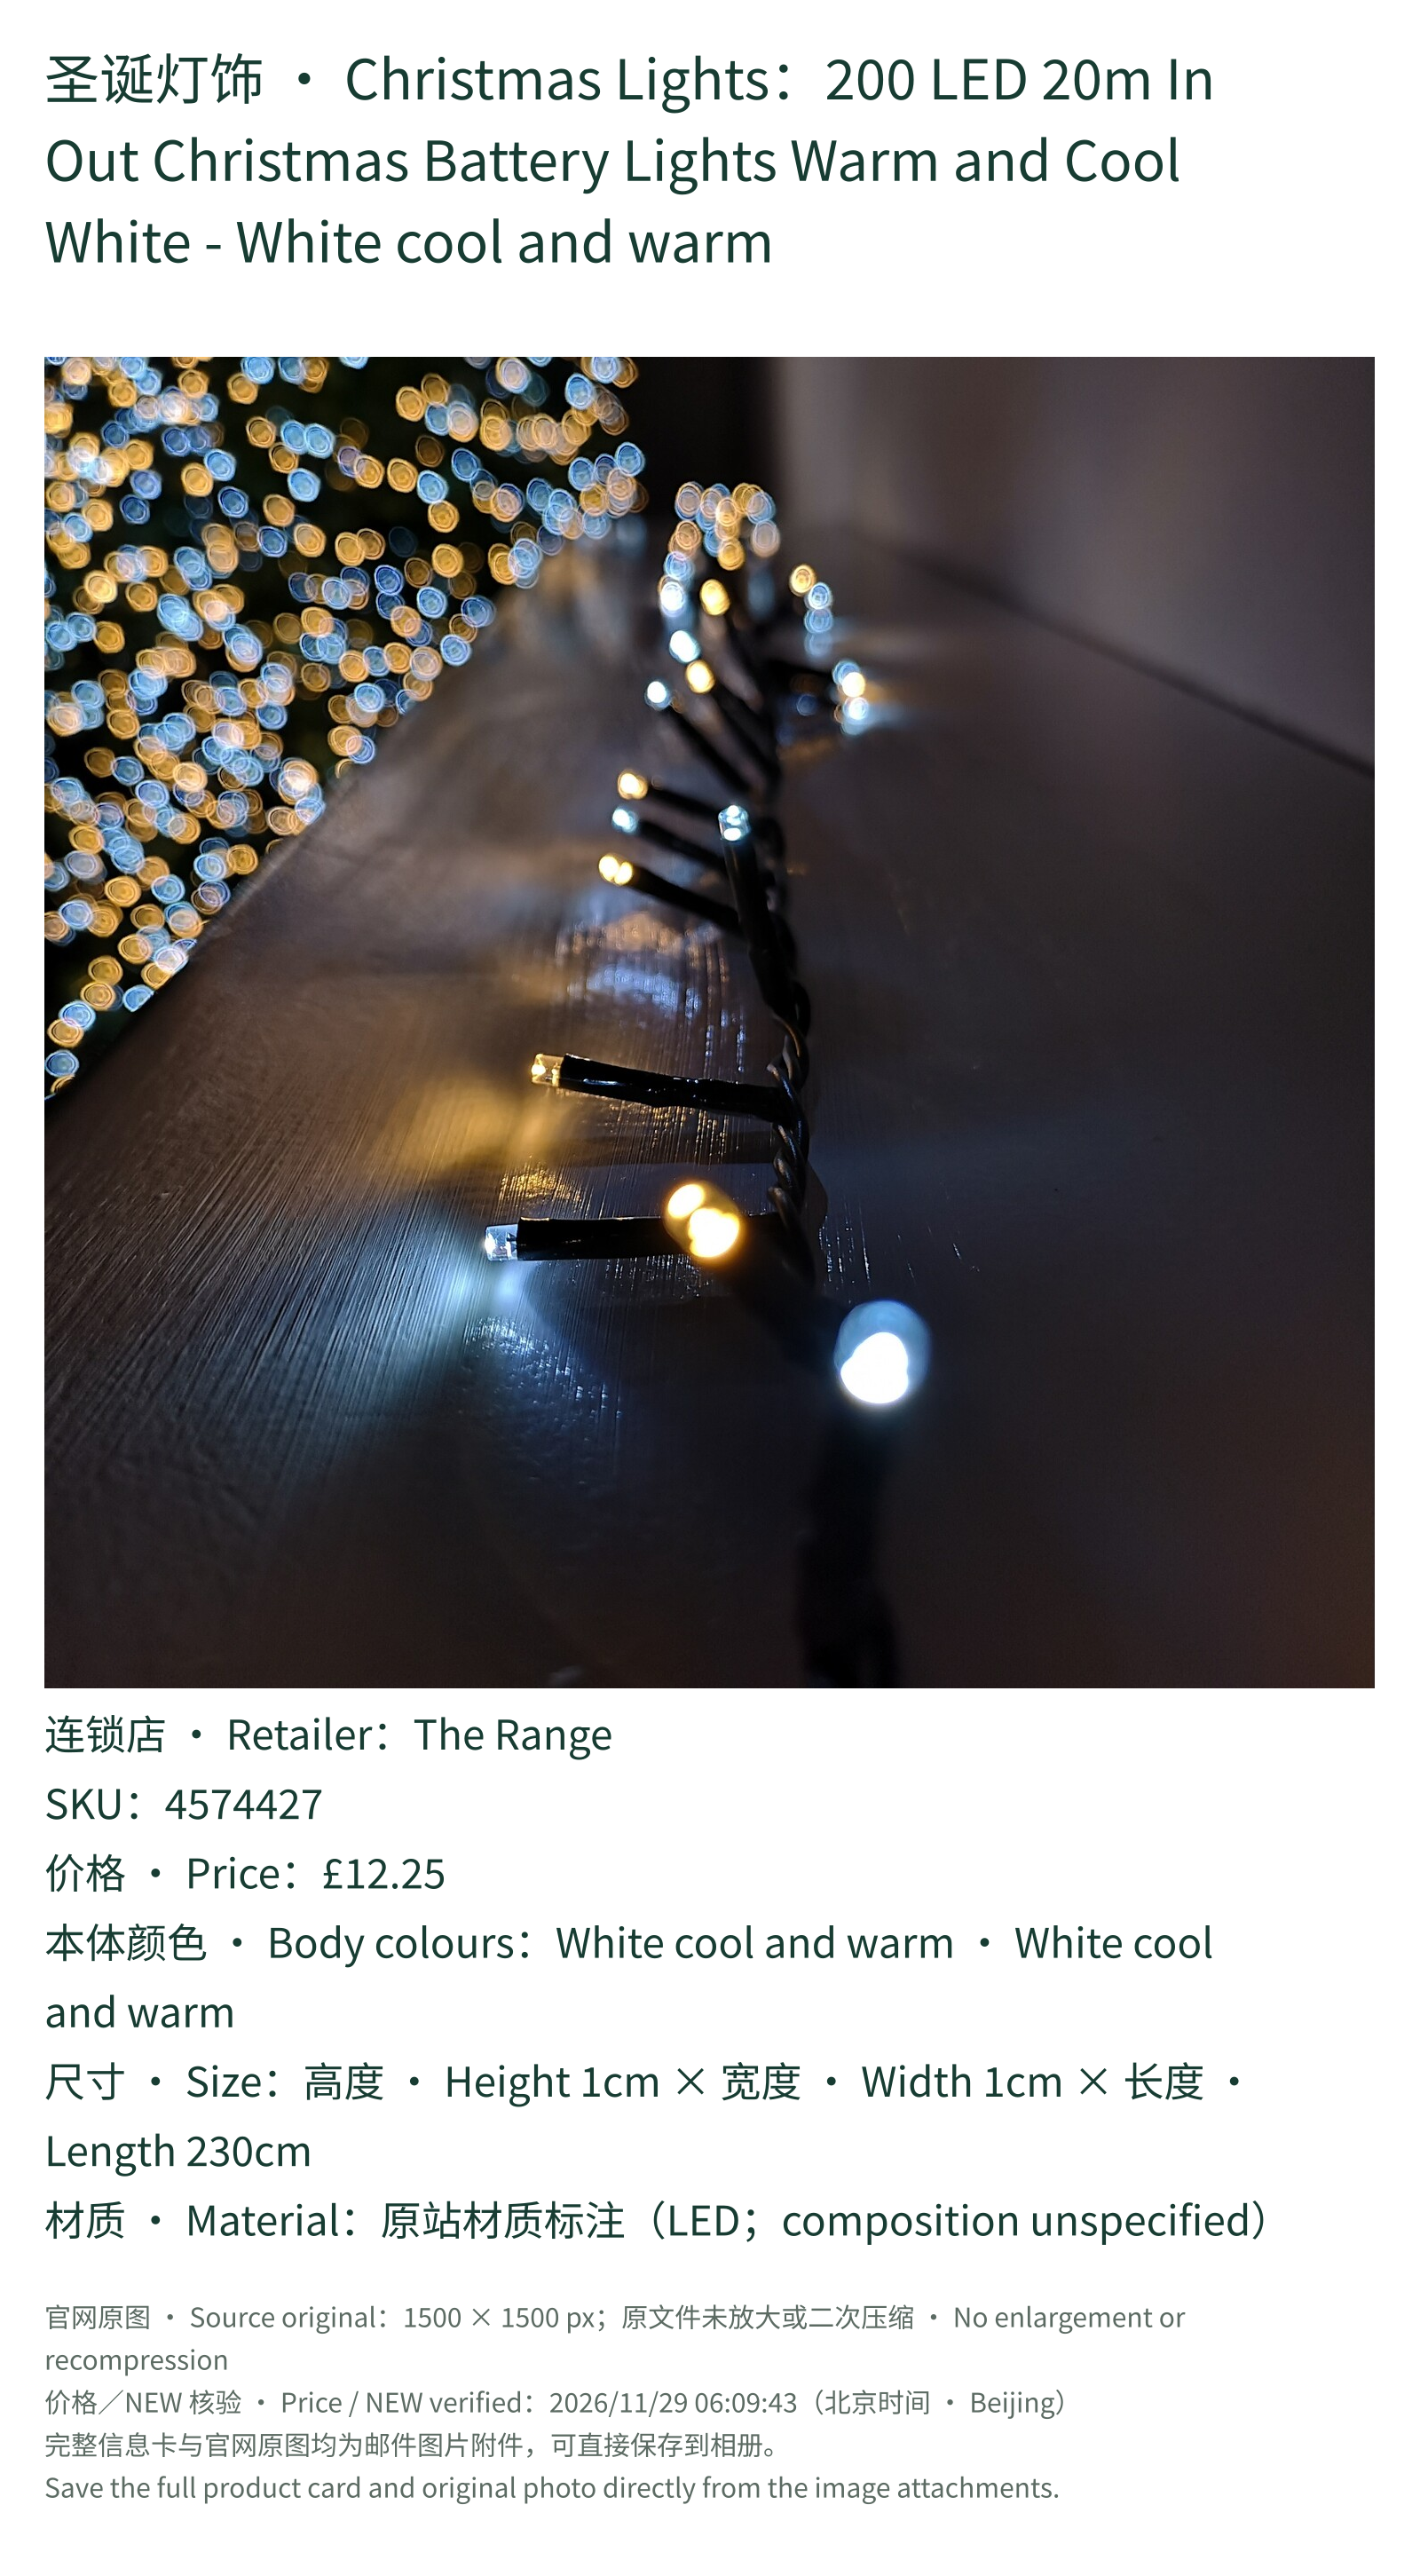 圣诞灯饰 · Christmas Lights：200 LED 20m In
Out Christmas Battery Lights Warm and Cool
White - White cool and warm
连锁店 · Retailer：The Range
SKU：4574427
价格 · Price：£12.25
本体颜色 · Body colours：White cool and warm · White cool
and warm
尺寸 · Size：高度 · Height 1cm × 宽度 · Width 1cm × 长度 ·
Length 230cm
材质 · Material：原站材质标注（LED；composition unspecified）
官网原图 · Source original：1500 × 1500 px；原文件未放大或二次压缩 · No enlargement or
recompression
价格／NEW 核验 · Price / NEW verified：2026/11/29 06:09:43（北京时间 · Beijing）
完整信息卡与官网原图均为邮件图片附件，可直接保存到相册。
Save the full product card and original photo directly from the image attachments.